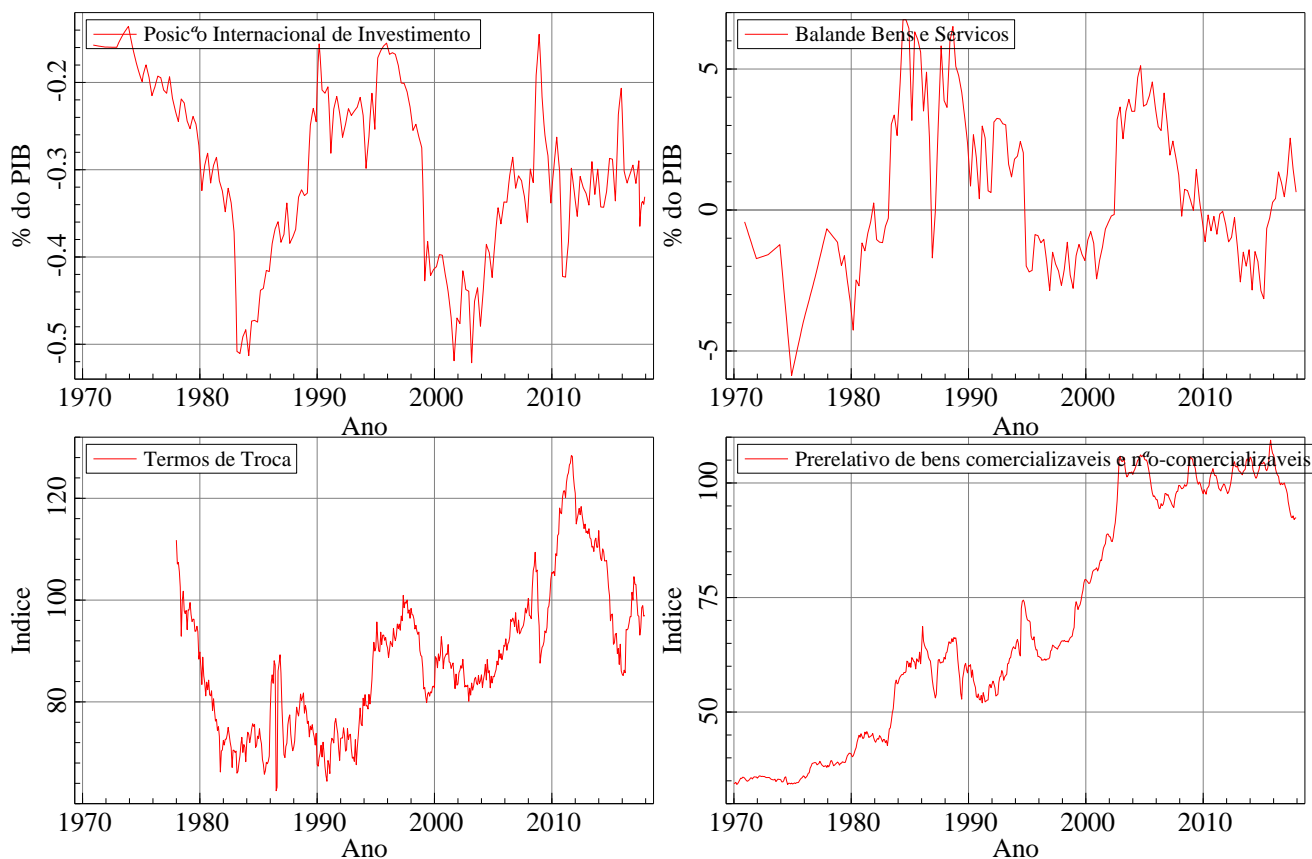 Posicªo Internacional de Investimento
% do PIB
-0.2
-0.3
-0.4
-0.5
1970 1980 1990 2000 2010
Ano
Balande Bens e Servicos
% do PIB
5
0
-5
1970 1980 1990 2000 2010
Ano
Termos de Troca
Indice
120
100
80
1970 1980 1990 2000 2010
Ano
Prerelativo de bens comercializaveis e nªo-comercializaveis
Indice
100
75
50
1970 1980 1990 2000 2010
Ano